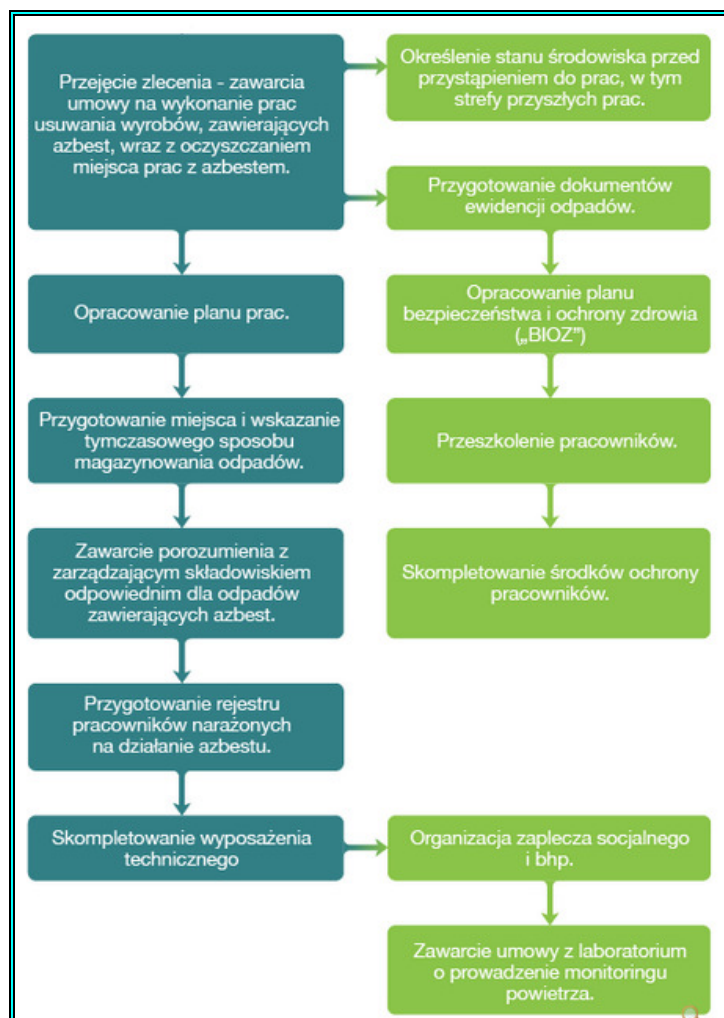 Przejęcie zlecenia - zawarcia
umowy na wykonanie prac
usuwania wyrobów, zawierających
azbest, wraz z oczyszczaniem
miejsca prac z azbestem.
Określenie stanu środowiska przed
przystąpieniem do prac, w tym
strefy przyszłych prac.
Przygotowanie dokumentów
ewidencji odpadów.
Opracowanie planu prac.
Opracowanie planu
bezpieczeństwa i ochrony zdrowia
(„BIOZ”)
Przygotowanie miejsca i wskazanie
tymczasowego sposobu
magazynowania odpadów.
Przeszkolenie pracowników.
Zawarcie porozumienia z
zarządzającym składowiskiem
odpowiednim dla odpadów
zawierających azbest.
Skompletowanie środków ochrony
pracowników.
Przygotowanie rejestru
pracowników narażonych
na działanie azbestu.
Skompletowanie wyposażenia
technicznego
Organizacja zaplecza socjalnego
i bhp.
Zawarcie umowy z laboratorium
o prowadzenie monitoringu
powietrza.